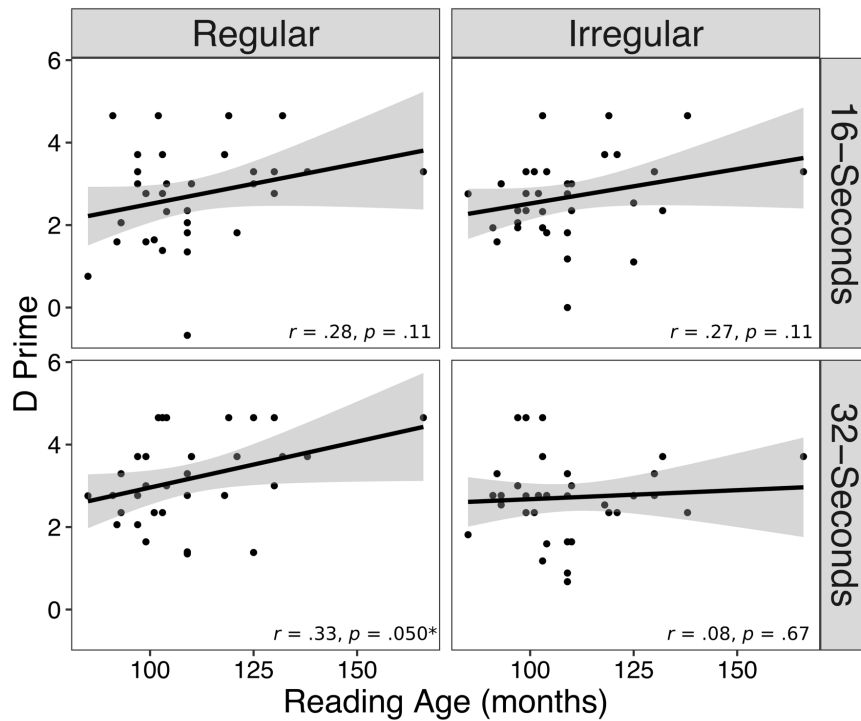 Regular
Irregular
6
4
2
0
r = .28, p = .11
r = .27, p = .11
16-Seconds
D Prime
6
4
2
0
r = .33, p = .050*
r = .08, p = .67
32-Seconds
100 125 150
100 125 150
Reading Age (months)